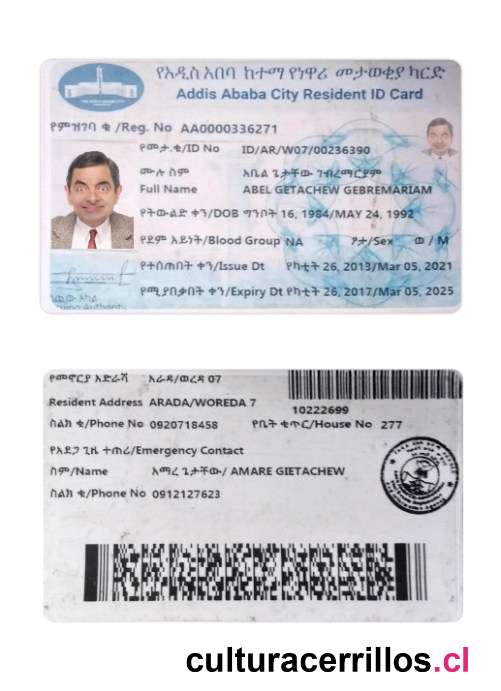 የአዲስ አበባ ከተማ የነዋሪ መታወቂያ ካርድ
Addis Ababa City Resident ID Card
የምዝገባ ቁ /Reg. No AA0000336271
የመታ.ቁ/ID No ID/AR/W07/00236390
ሙሉ ስም አቤል ጌታቸው ገብረማርያም
Full Name ABEL GETACHEW GEBREMARIAM
የትውልድ ቀን/DOB ግንቦት 16, 1984/MAY 24, 1992
የደም አይነት/Blood Group NA ፆታ/Sex ወ / M
የተሰጠበት ቀን/Issue Dt የካቲት 26, 2013/Mar 05, 2021
የሚያበቃበት ቀን/Expiry Dt የካቲት 26, 2017/Mar 05, 2025
Authority
የመኖርያ አድራሻ አራዳ/ወረዳ 07
Resident Address ARADA/WOREDA 7
10222699
ስልክ ቁ/Phone No 0920718458 የቤት ቁጥር/House No 277
የአደጋ ጊዜ ተጠሪ/Emergency Contact
ስም/Name አማረ ጌታቸው/ AMARE GIETACHEW
ስልክ ቁ/Phone No 0912127623
culturacerrillos.cl